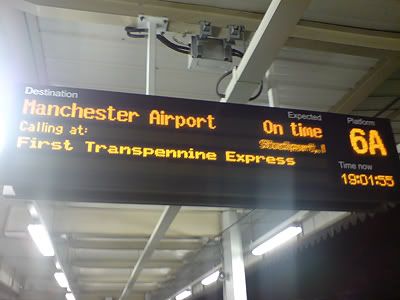 Destination
Manchester Airport
Calling at:
First Transpennine Express
Expected
On time
Platform
6A
Time now
19:01:55